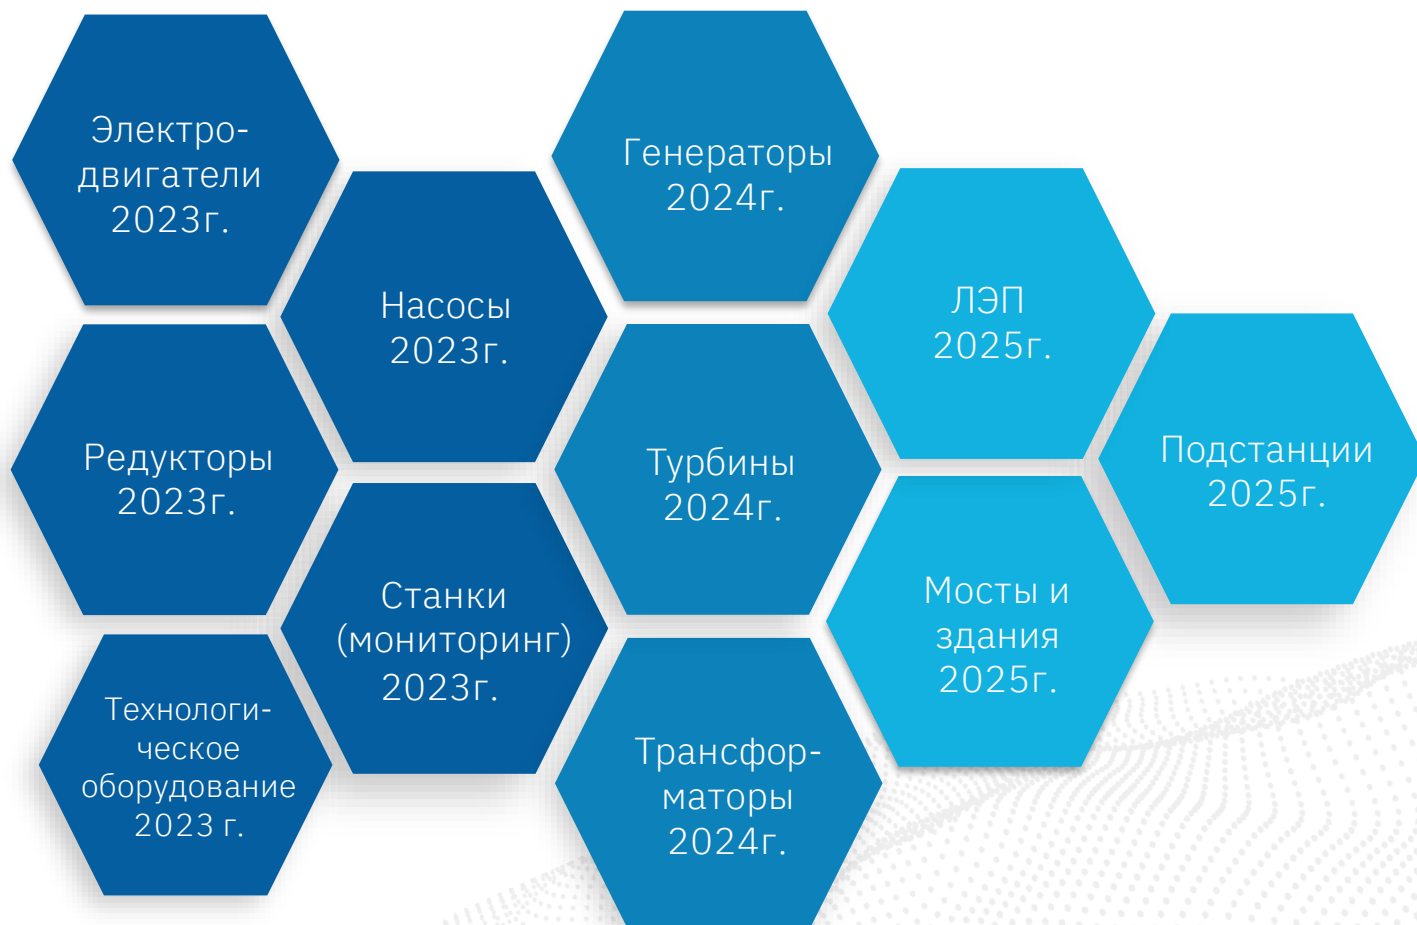 Электро-
двигатели
2023г.
Насосы
2023г.
Редукторы
2023г.
Станки
(мониторинг)
2023г.
Технологи-
ческое
оборудование
2023 г.
Генераторы
2024г.
Турбины
2024г.
Трансфор-
маторы
2024г.
ЛЭП
2025г.
Мосты и
здания
2025г.
Подстанции
2025г.